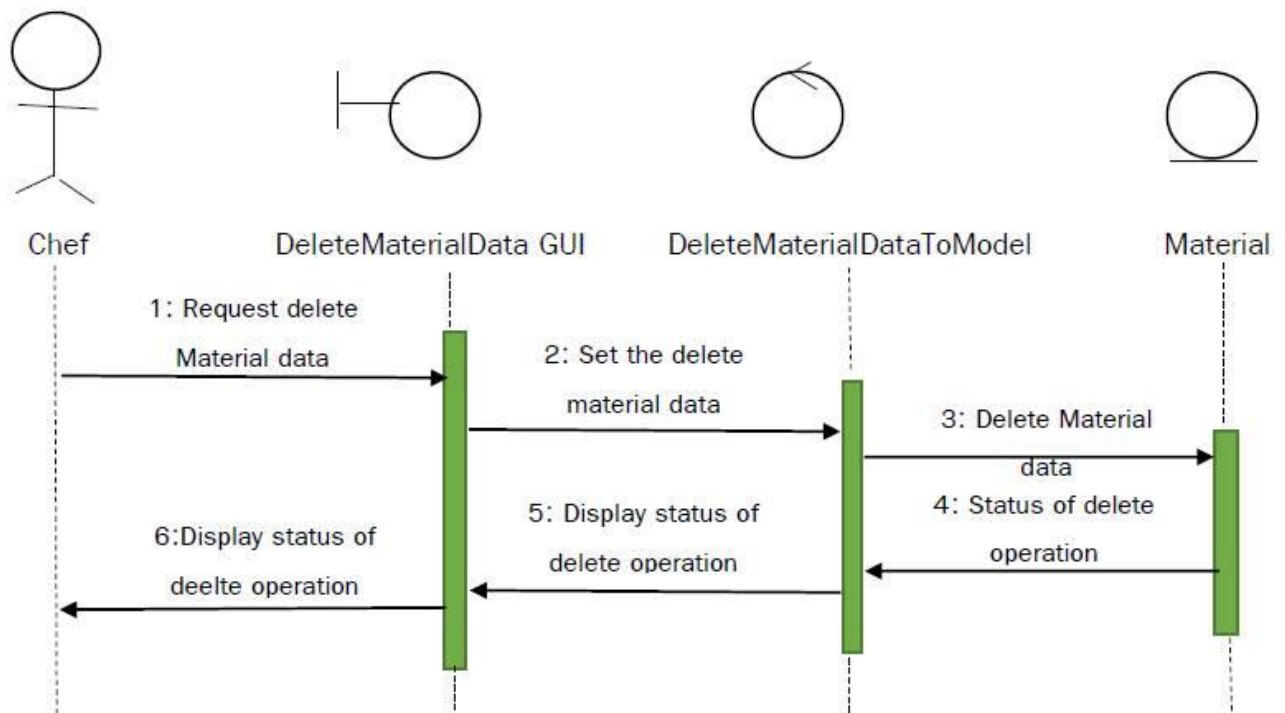 Chef
DeleteMaterialData GUI
DeleteMaterialDataToModel
Material
1: Request delete
Material data
2: Set the delete
material data
3: Delete Material
data
4: Status of delete
operation
5: Display status of
delete operation
6:Display status of
deelte operation